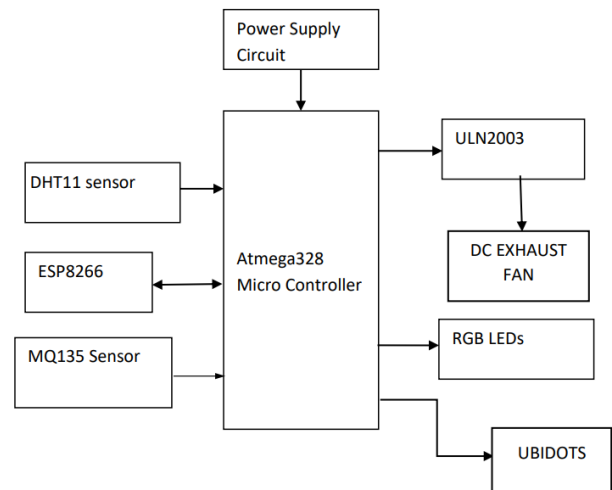 Power Supply
Circuit
ULN2003
DHT11 sensor
DC EXHAUST
FAN
Atmega328
Micro Controller
ESP8266
RGB LEDs
MQ135 Sensor
UBIDOTS